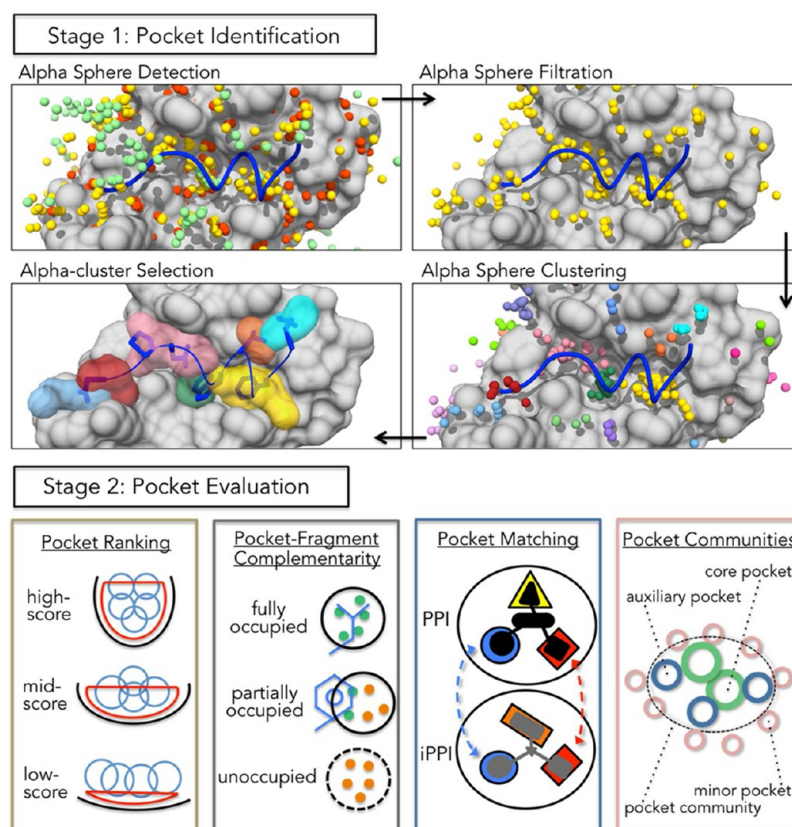 Stage 1: Pocket Identification
Alpha Sphere Detection
Alpha Sphere Filtration
Alpha-cluster Selection
Alpha Sphere Clustering
Stage 2: Pocket Evaluation
Pocket Ranking
high-
score
mid-
score
low-
score
Pocket-Fragment
Complementarity
fully
occupied
partially
occupied
unoccupied
Pocket Matching
PPI
iPPI
Pocket Communities
core pocket
auxiliary pocket
minor pocket
pocket community